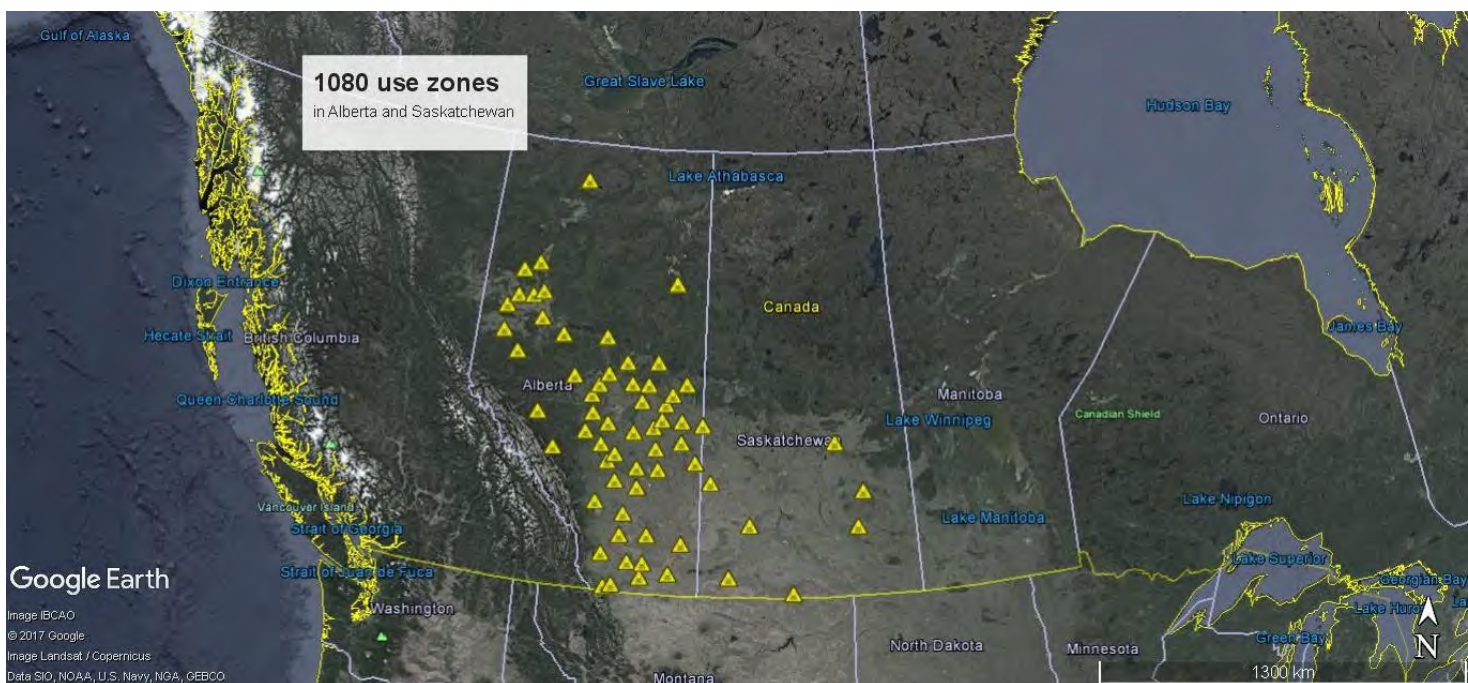 Gulf of Alaska
1080 use zones
in Alberta and Saskatchewan
Great Slave Lake
Hudson Bay
Lake Athabasca
Dixon Entrance
Canada
Hecate Strait
British Columbia
James Bay
Alberta
Manitoba
Queen Charlotte Sound
Canadian Shield
Ontario
Lake Winnipeg
Saskatchewan
Vancouver Island
Lake Nipigon
Strait of Georgia
Lake Manitoba
Lake Superior
Strait of Juan de Fuca
Georgian Bay
Google Earth
Washington
Lake Huro
La
Image IBCAO
© 2017 Google
Green Bay
N
North Dakota
Minnesota
Image Landsat / Copernicus
1300 km
Data SIO, NOAA, U.S. Navy, NGA, GEBCO
Montana